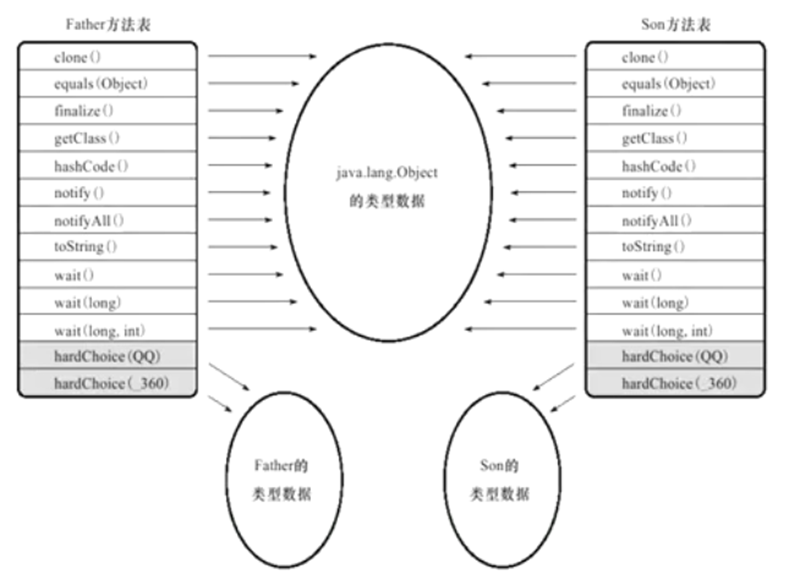 Father方法表
clone()
equals(Object)
finalize()
getClass()
hashCode()
notify()
notifyAll()
toString()
wait()
wait(long)
wait(long, int)
hardChoice(QQ)
hardChoice(_360)
java.lang.Object
的类型数据
Father的
类型数据
Son的
类型数据
Son方法表
clone()
equals(Object)
finalize()
getClass()
hashCode()
notify()
notifyAll()
toString()
wait()
wait(long)
wait(long, int)
hardChoice(QQ)
hardChoice(_360)